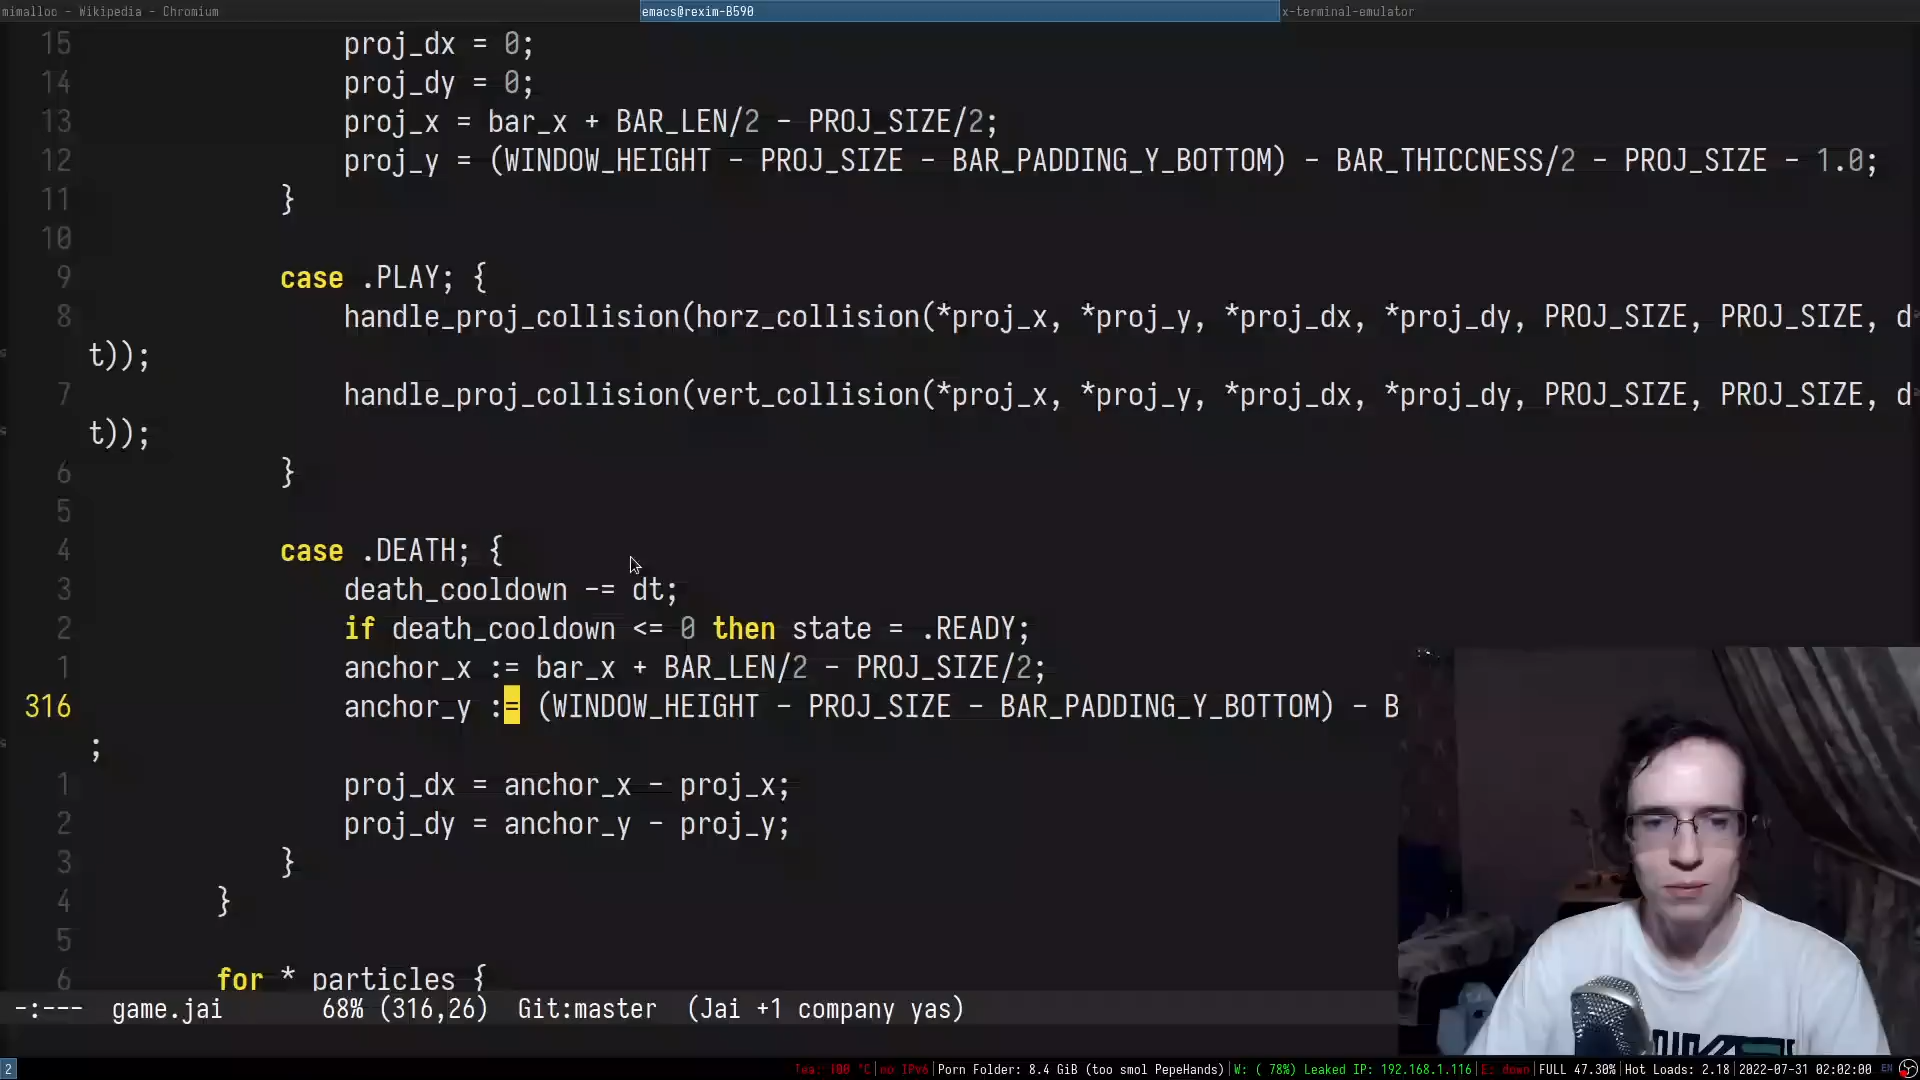 mimalloc - Wikipedia - Chromium
emacs@rexim-B590
x-terminal-emulator
15 proj_dx = 0;
14 proj_dy = 0;
13 proj_x = bar_x + BAR_LEN/2 - PROJ_SIZE/2;
12 proj_y = (WINDOW_HEIGHT - PROJ_SIZE - BAR_PADDING_Y_BOTTOM) - BAR_THICCNESS/2 - PROJ_SIZE - 1.0;
11 }
10
9 case .PLAY; {
8 handle_proj_collision(horz_collision(*proj_x, *proj_y, *proj_dx, *proj_dy, PROJ_SIZE, PROJ_SIZE, d
t));
7 handle_proj_collision(vert_collision(*proj_x, *proj_y, *proj_dx, *proj_dy, PROJ_SIZE, PROJ_SIZE, d
t));
6 }
5
4 case .DEATH; {
3 death_cooldown -= dt;
2 if death_cooldown <= 0 then state = .READY;
1 anchor_x := bar_x + BAR_LEN/2 - PROJ_SIZE/2;
316 anchor_y := (WINDOW_HEIGHT - PROJ_SIZE - BAR_PADDING_Y_BOTTOM) - B
;
1 proj_dx = anchor_x - proj_x;
2 proj_dy = anchor_y - proj_y;
3 }
4 }
5
6 for * particles {
-:--- game.jai 68% (316,26) Git:master (Jai +1 company yas)
2 Tea: 100 °C|no IPv6|Porn Folder: 8.4 GiB (too smol PepeHands)|W: ( 78%) Leaked IP: 192.168.1.116|E: down|FULL 47.30%|Hot Loads: 2.18|2022-07-31 02:02:00 EN